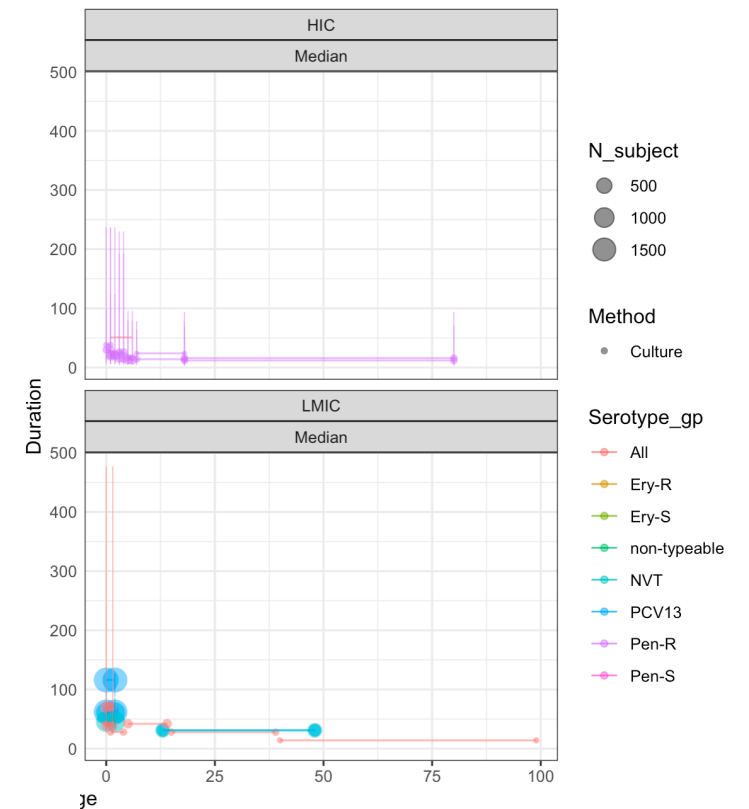 HIC
Median
500
400
300
200
100
0
Duration
LMIC
Median
500
400
300
200
100
0
0 25 50 75 100
ge
N_subject
500
1000
1500
Method
Culture
Serotype_gp
All
Ery-R
Ery-S
non-typeable
NVT
PCV13
Pen-R
Pen-S